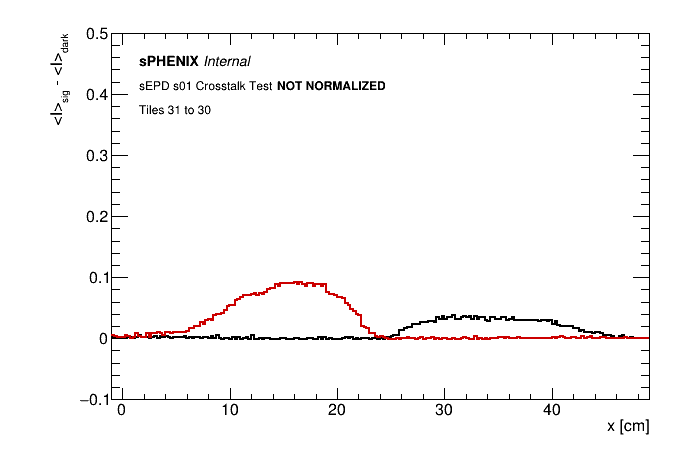 <I>sig - <I>dark
0.5
0.4
0.3
0.2
0.1
0
−0.1
sPHENIX Internal
sEPD s01 Crosstalk Test NOT NORMALIZED
Tiles 31 to 30
0 10 20 30 40
x [cm]